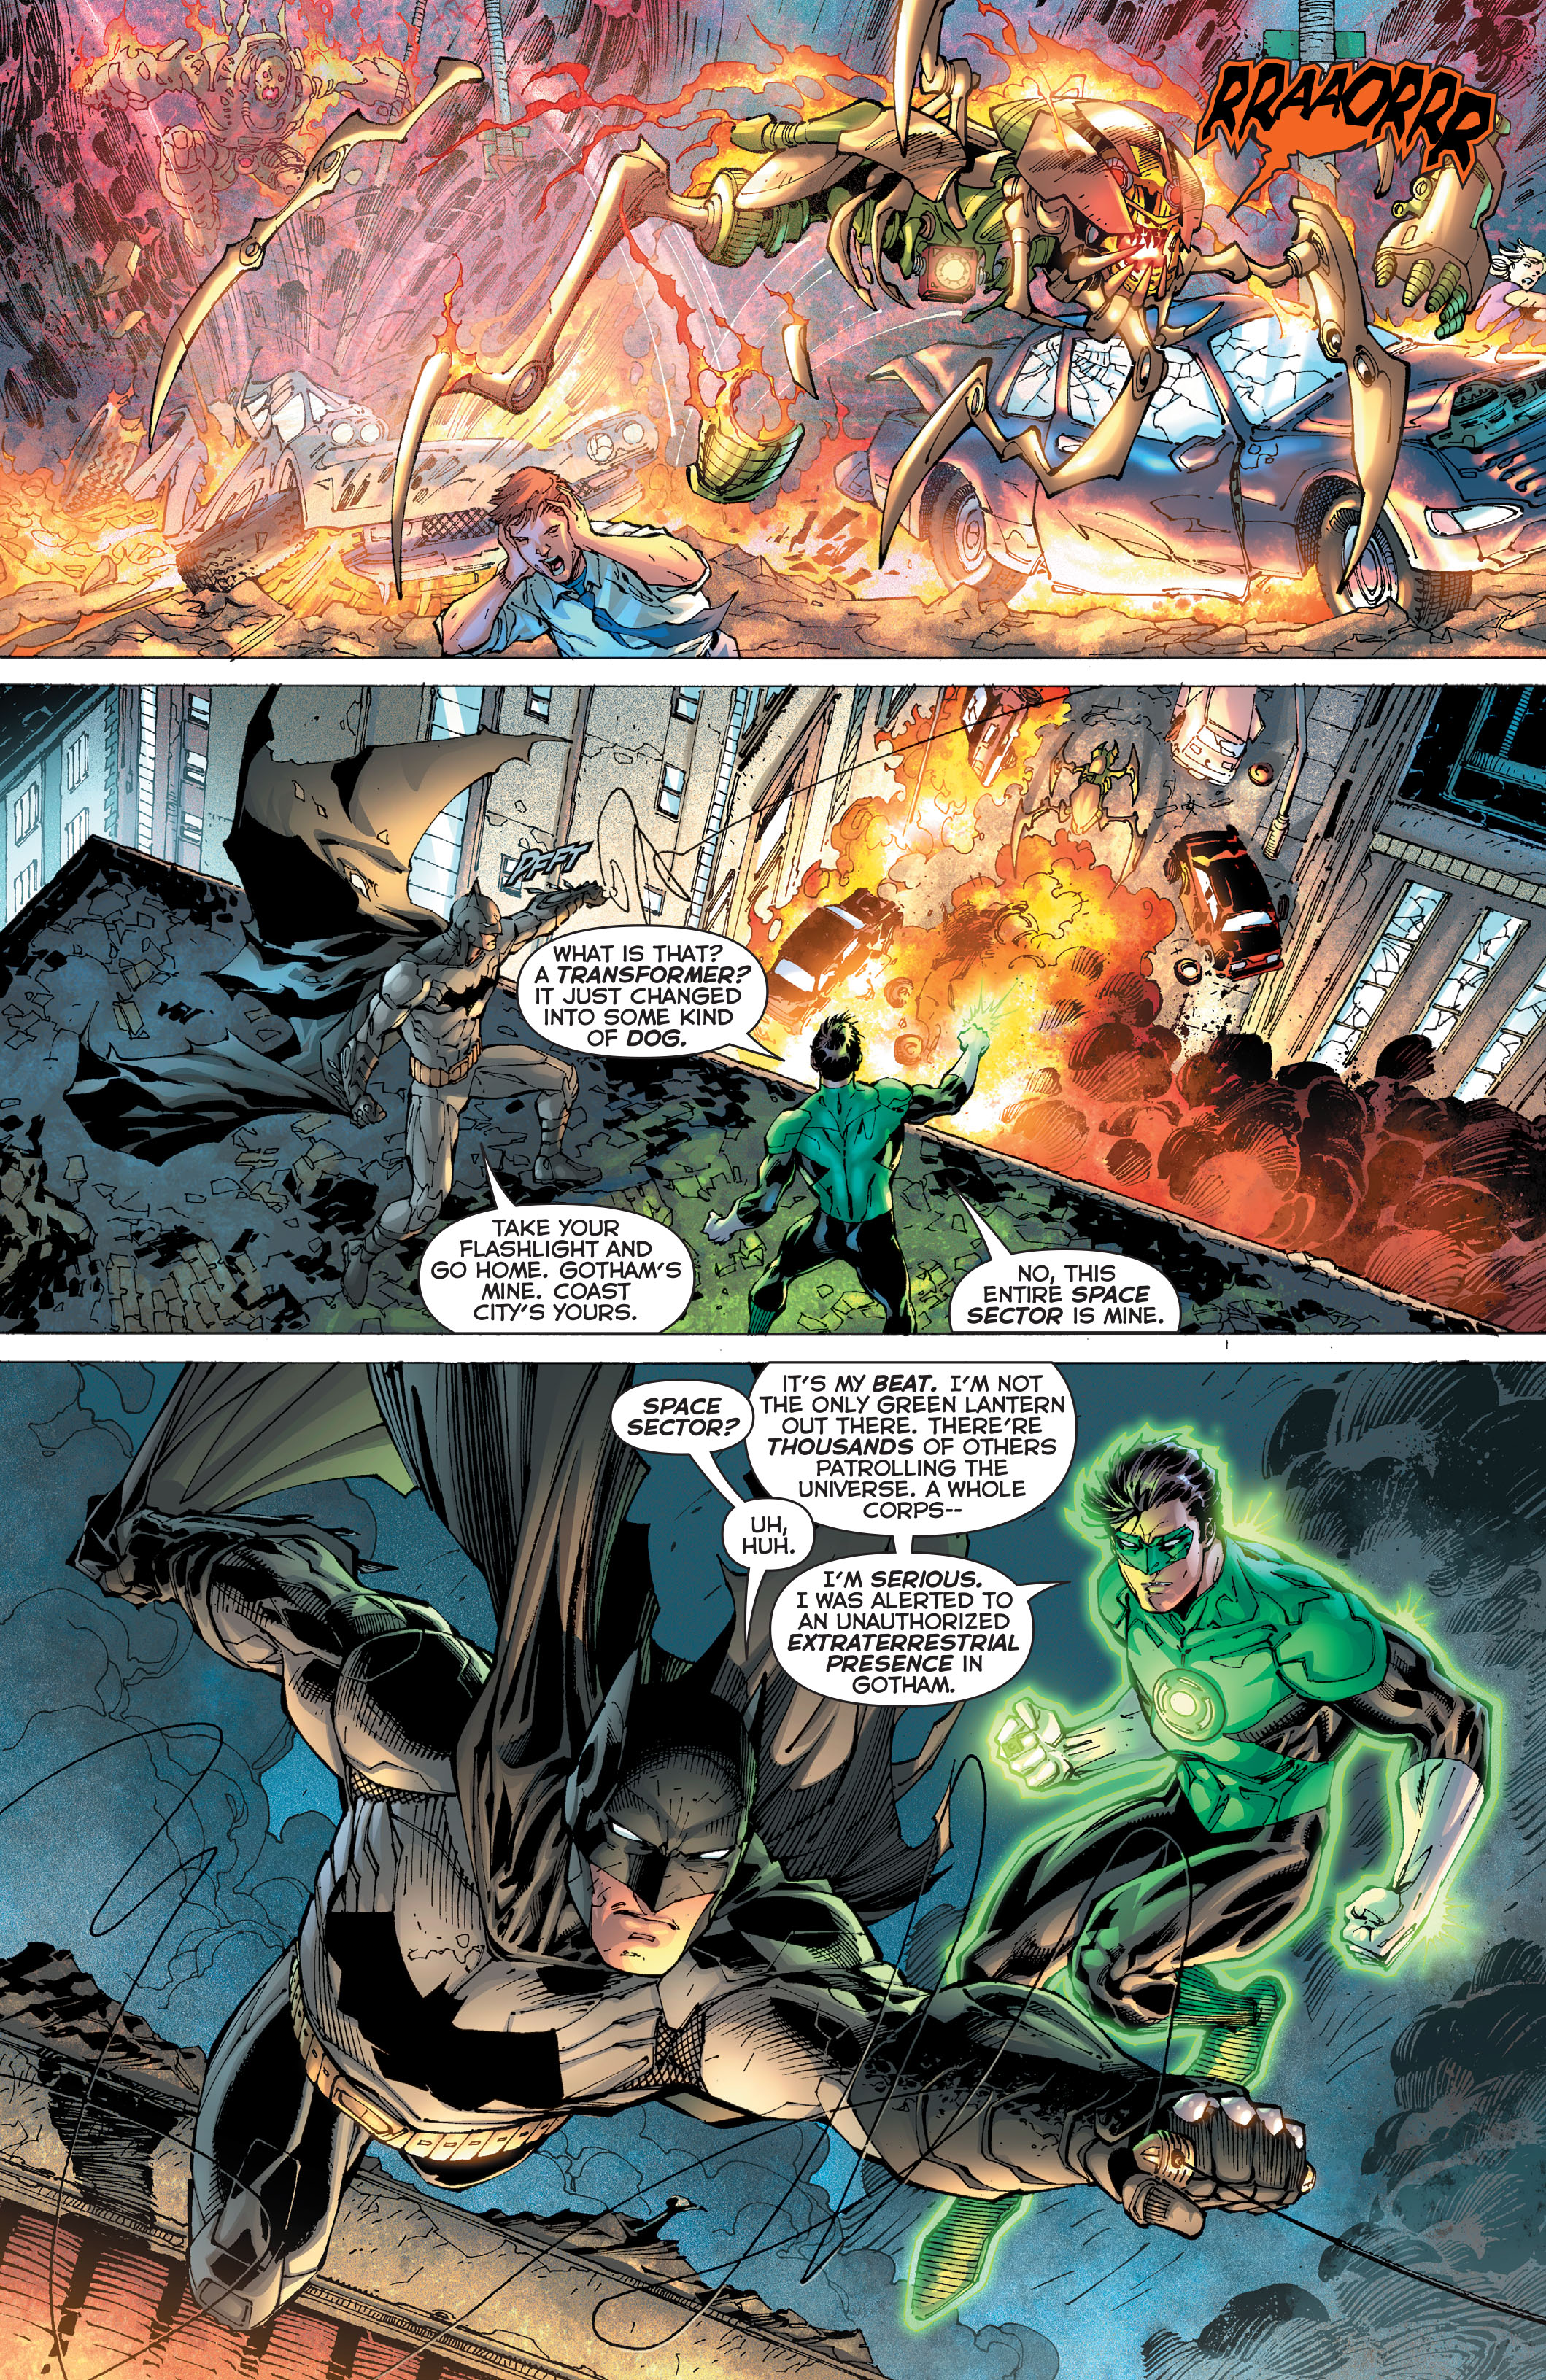 RRAAORRR
PFFT
WHAT IS THAT?
A TRANSFORMER?
IT JUST CHANGED
INTO SOME KIND
OF DOG.
TAKE YOUR
FLASHLIGHT AND
GO HOME. GOTHAM'S
MINE. COAST
CITY'S YOURS.
NO, THIS
ENTIRE SPACE
SECTOR IS MINE.
SPACE
SECTOR?
IT'S MY BEAT. I'M NOT
THE ONLY GREEN LANTERN
OUT THERE. THERE'RE
THOUSANDS OF OTHERS
PATROLLING THE
UNIVERSE. A WHOLE
CORPS--
UH,
HUH.
I'M SERIOUS.
I WAS ALERTED TO
AN UNAUTHORIZED
EXTRATERRESTRIAL
PRESENCE IN
GOTHAM.